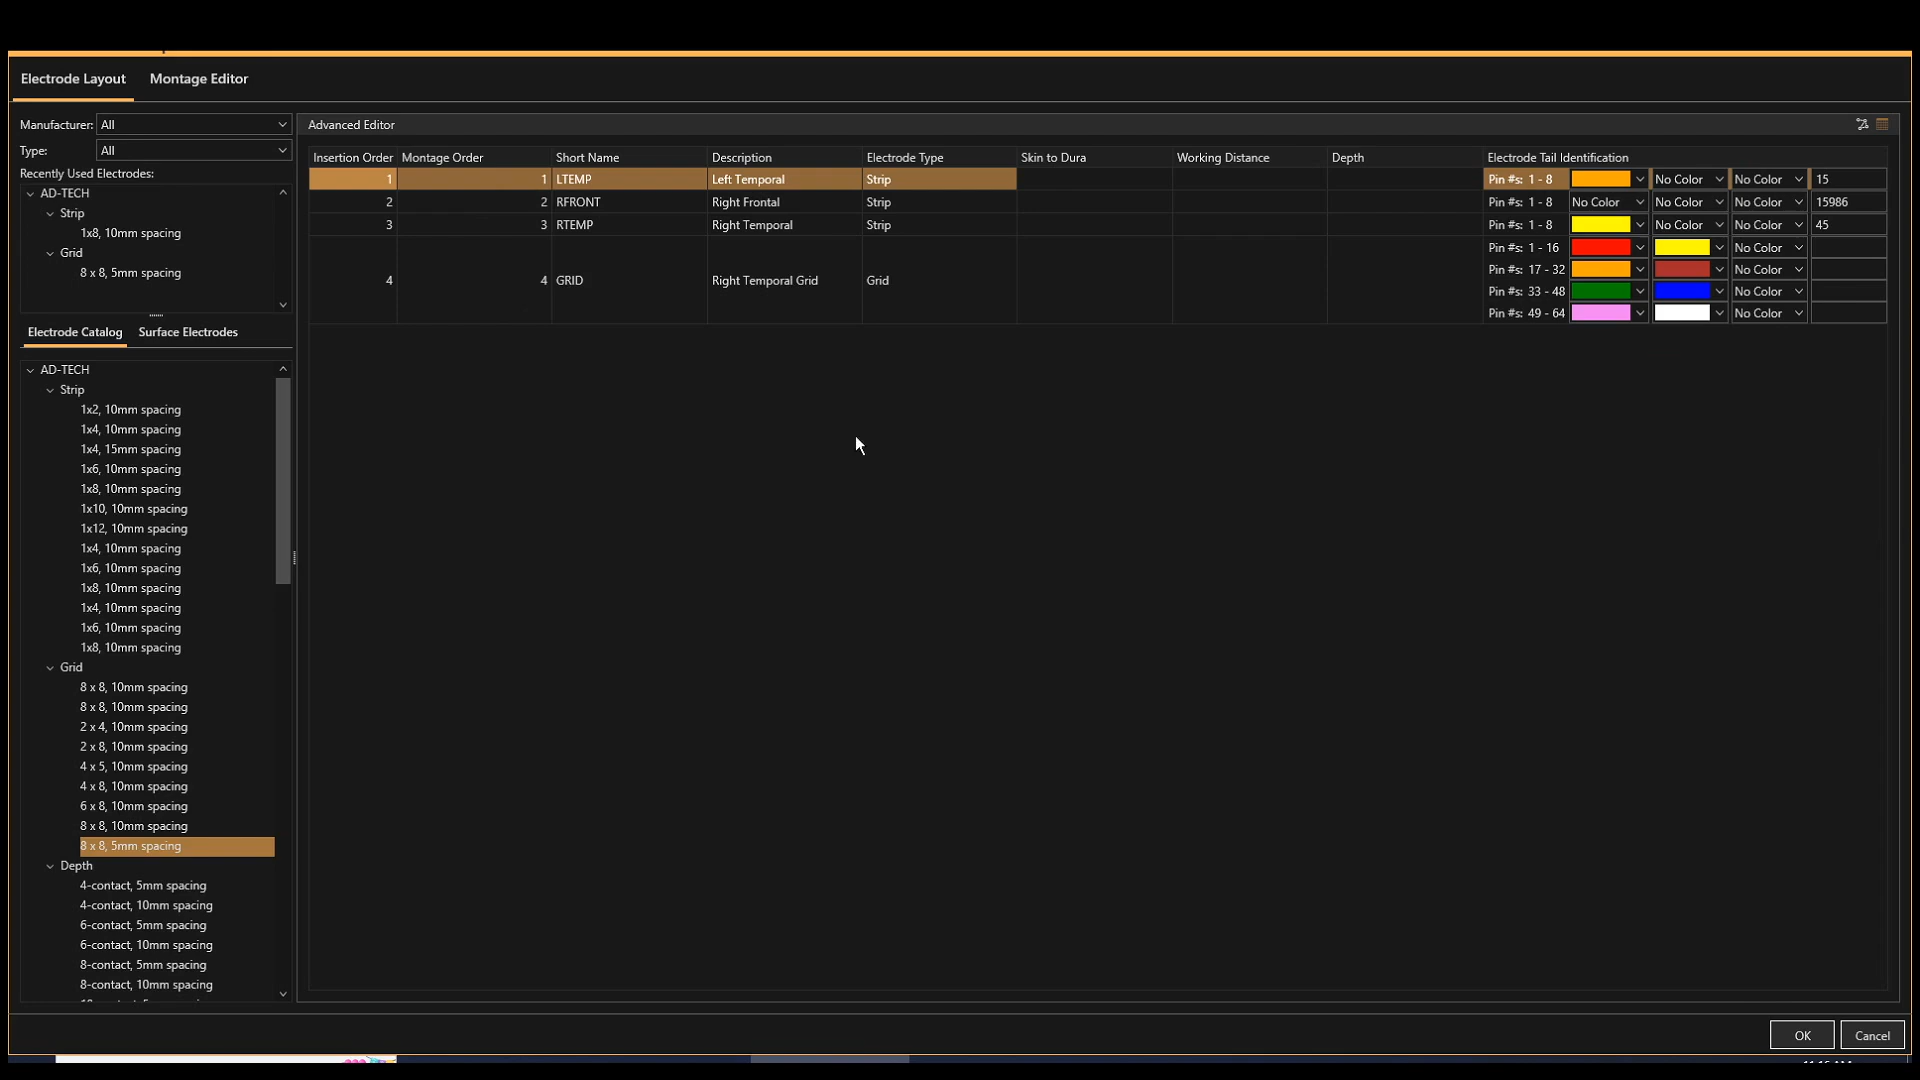 Electrode Layout Montage Editor
Manufacturer: All
Type: All
Recently Used Electrodes:
AD-TECH
Strip
1x8, 10mm spacing
Grid
8 x 8, 5mm spacing
Electrode Catalog Surface Electrodes
AD-TECH
Strip
1x2, 10mm spacing
1x4, 10mm spacing
1x4, 15mm spacing
1x6, 10mm spacing
1x8, 10mm spacing
1x10, 10mm spacing
1x12, 10mm spacing
1x4, 10mm spacing
1x6, 10mm spacing
1x8, 10mm spacing
1x4, 10mm spacing
1x6, 10mm spacing
1x8, 10mm spacing
Grid
8 x 8, 10mm spacing
8 x 8, 10mm spacing
2 x 4, 10mm spacing
2 x 8, 10mm spacing
4 x 5, 10mm spacing
4 x 8, 10mm spacing
6 x 8, 10mm spacing
8 x 8, 10mm spacing
8 x 8, 5mm spacing
Depth
4-contact, 5mm spacing
4-contact, 10mm spacing
6-contact, 5mm spacing
6-contact, 10mm spacing
8-contact, 5mm spacing
8-contact, 10mm spacing
Advanced Editor
Insertion Order Montage Order Short Name Description Electrode Type Skin to Dura Working Distance Depth Electrode Tail Identification
1 1 LTEMP Left Temporal Strip Pin #s: 1 - 8 No Color No Color 15
2 2 RFRONT Right Frontal Strip Pin #s: 1 - 8 No Color No Color No Color 15986
3 3 RTEMP Right Temporal Strip Pin #s: 1 - 8 No Color No Color 45
4 4 GRID Right Temporal Grid Grid
Pin #s: 1 - 16 No Color
Pin #s: 17 - 32 No Color
Pin #s: 33 - 48 No Color
Pin #s: 49 - 64 No Color
OK Cancel